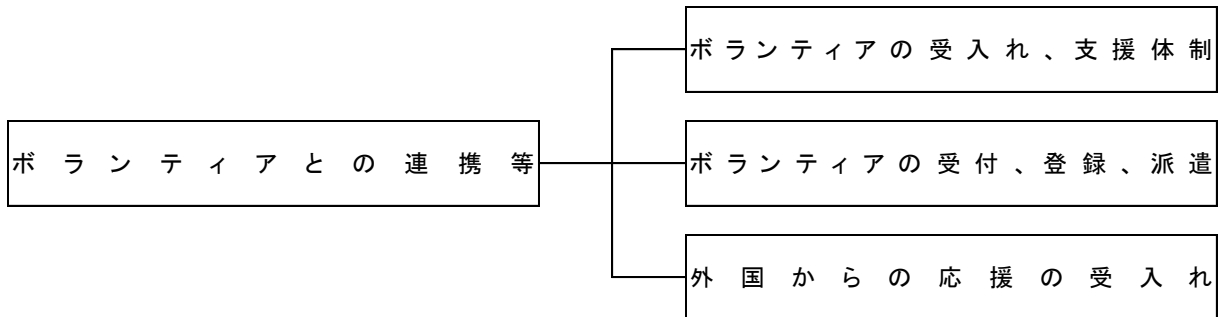 ボランティアとの連携等
ボランティアの受入れ、支援体制
ボランティアの受付、登録、派遣
外国からの応援の受入れ